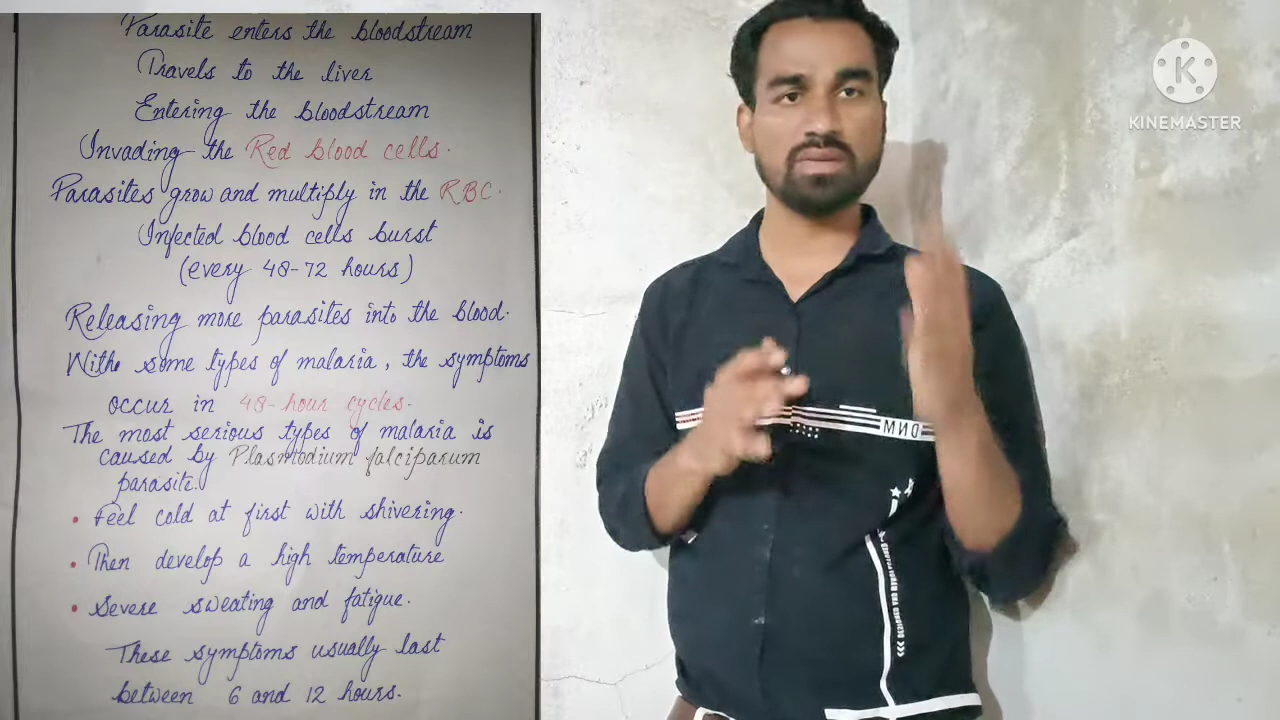 Parasite enters the bloodstream
Travels to the liver
Entering the bloodstream
Invading the Red blood cells.
Parasites grow and multiply in the RBC.
Infected blood cells burst
(every 48-72 hours)
Releasing more parasites into the blood.
With some types of malaria, the symptoms
occur in 48-hour cycles.
The most serious types of malaria is
caused by Plasmodium falciparum
parasite.
• Feel cold at first with shivering.
• Then develop a high temperature
• Severe sweating and fatigue.
These symptoms usually last
between 6 and 12 hours.
K
KINEMASTER